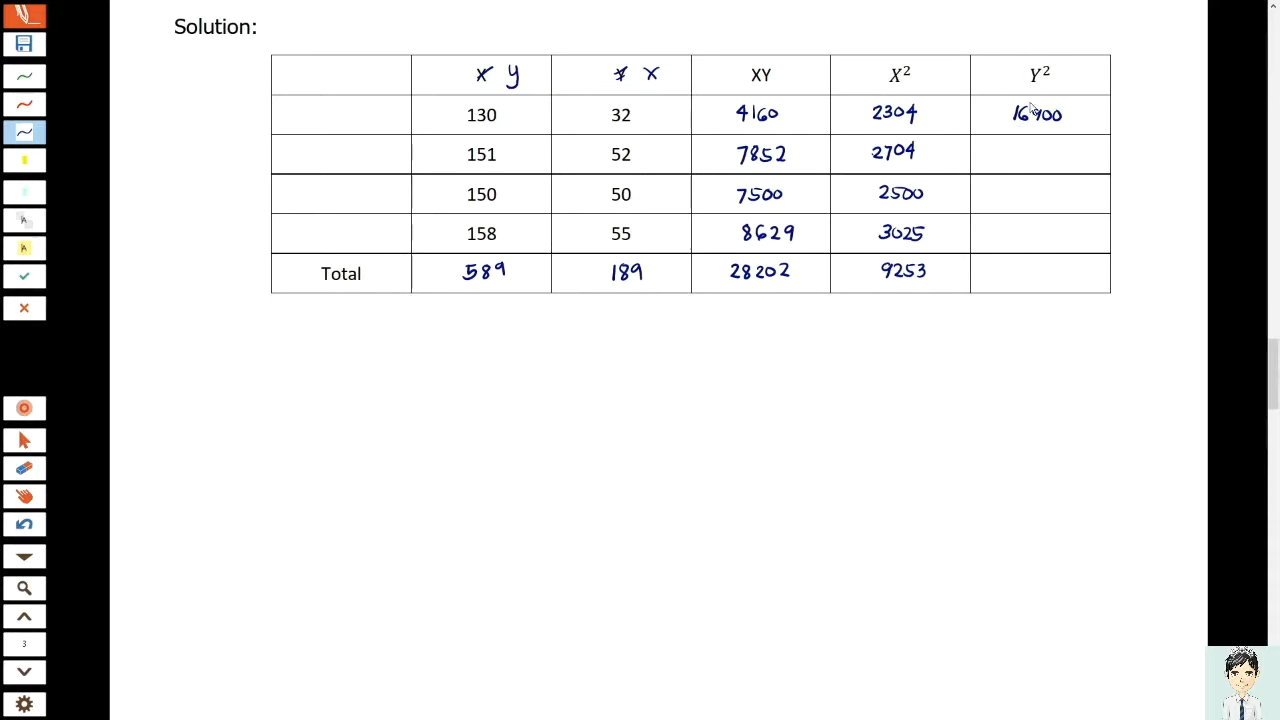 Solution:
X y Y x XY X² Y²
130 32 4160 2304 16900
151 52 7852 2704
150 50 7500 2500
158 55 8629 3025
Total 589 189 28202 9253
3